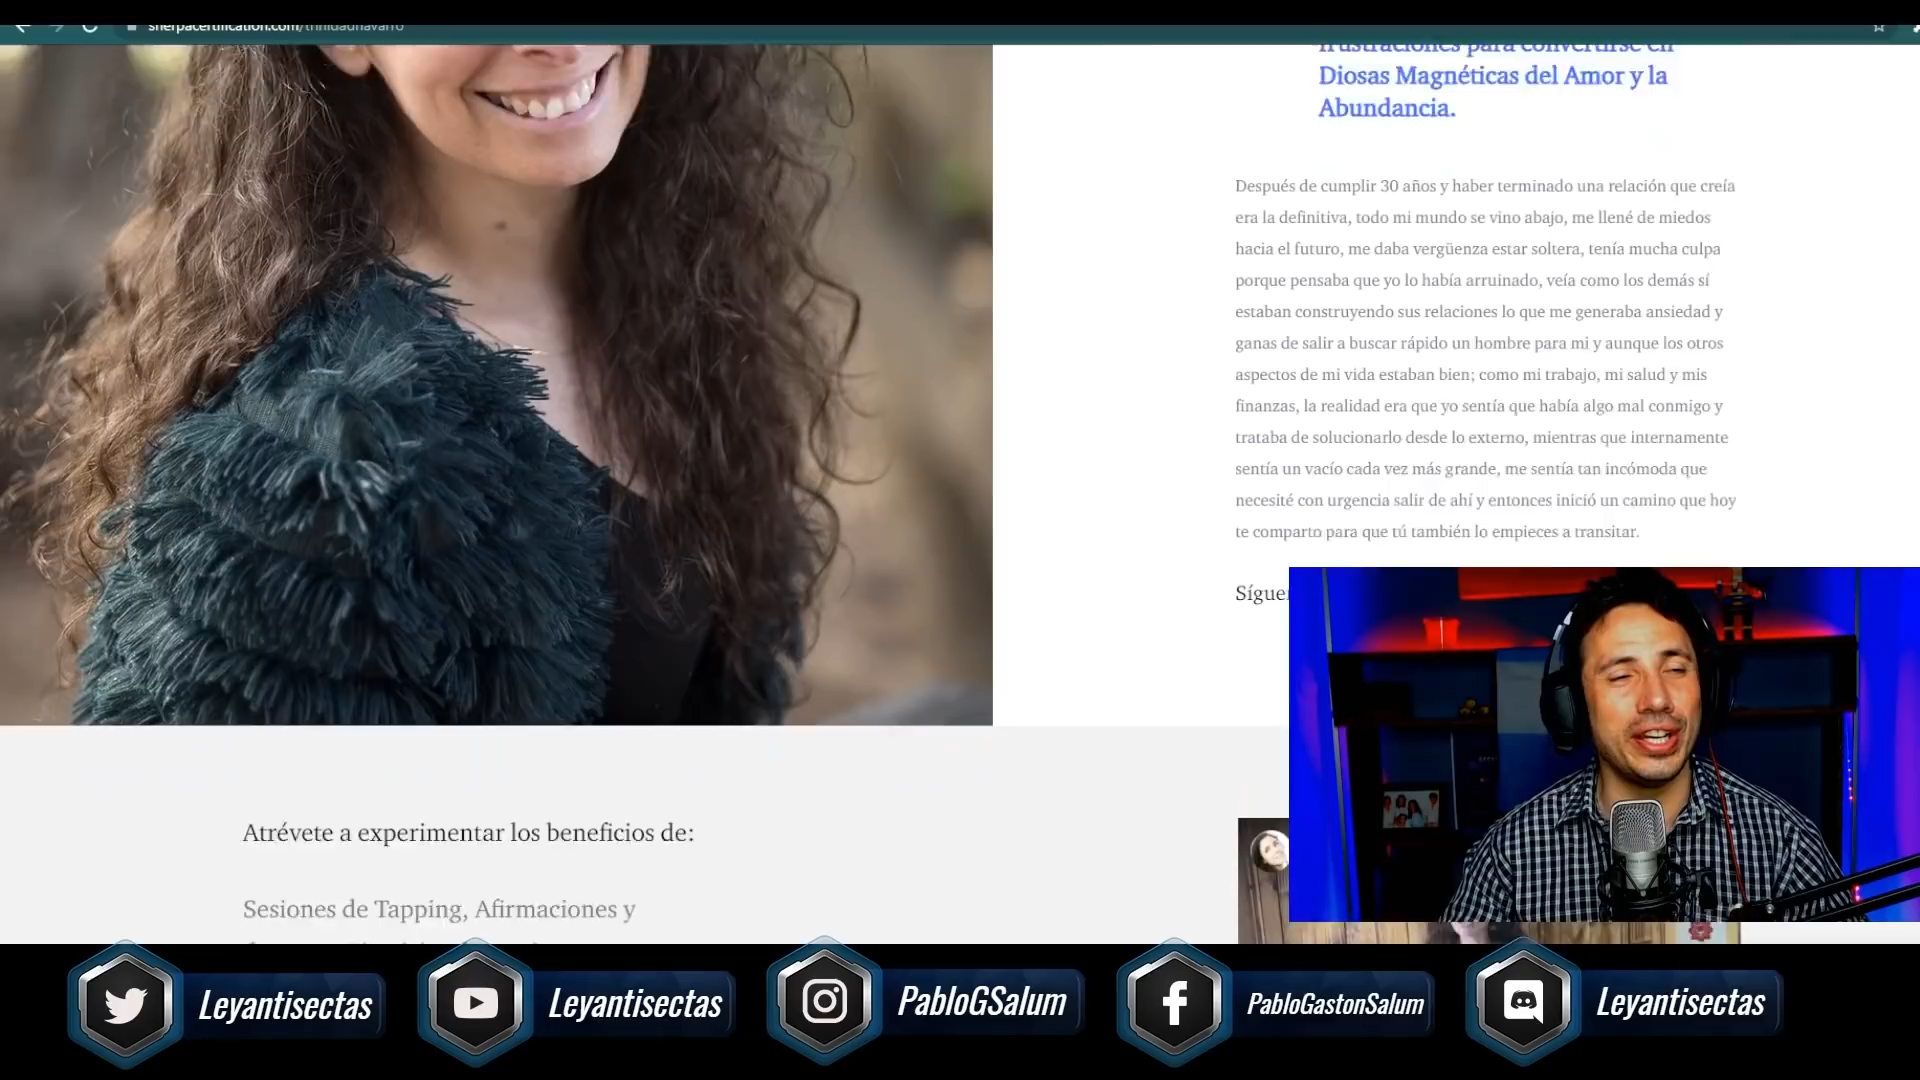 sherpacertification.com/trinidadnavarro
frustraciones para convertirse en
Diosas Magnéticas del Amor y la
Abundancia.
Después de cumplir 30 años y haber terminado una relación que creía
era la definitiva, todo mi mundo se vino abajo, me llené de miedos
hacia el futuro, me daba vergüenza estar soltera, tenía mucha culpa
porque pensaba que yo lo había arruinado, veía como los demás sí
estaban construyendo sus relaciones lo que me generaba ansiedad y
ganas de salir a buscar rápido un hombre para mi y aunque los otros
aspectos de mi vida estaban bien; como mi trabajo, mi salud y mis
finanzas, la realidad era que yo sentía que había algo mal conmigo y
trataba de solucionarlo desde lo externo, mientras que internamente
sentía un vacío cada vez más grande, me sentía tan incómoda que
necesité con urgencia salir de ahí y entonces inició un camino que hoy
te comparto para que tú también lo empieces a transitar.
Atrévete a experimentar los beneficios de:
Sesiones de Tapping, Afirmaciones y
Leyantisectas
Leyantisectas
PabloGSalum
PabloGastonSalum
Leyantisectas